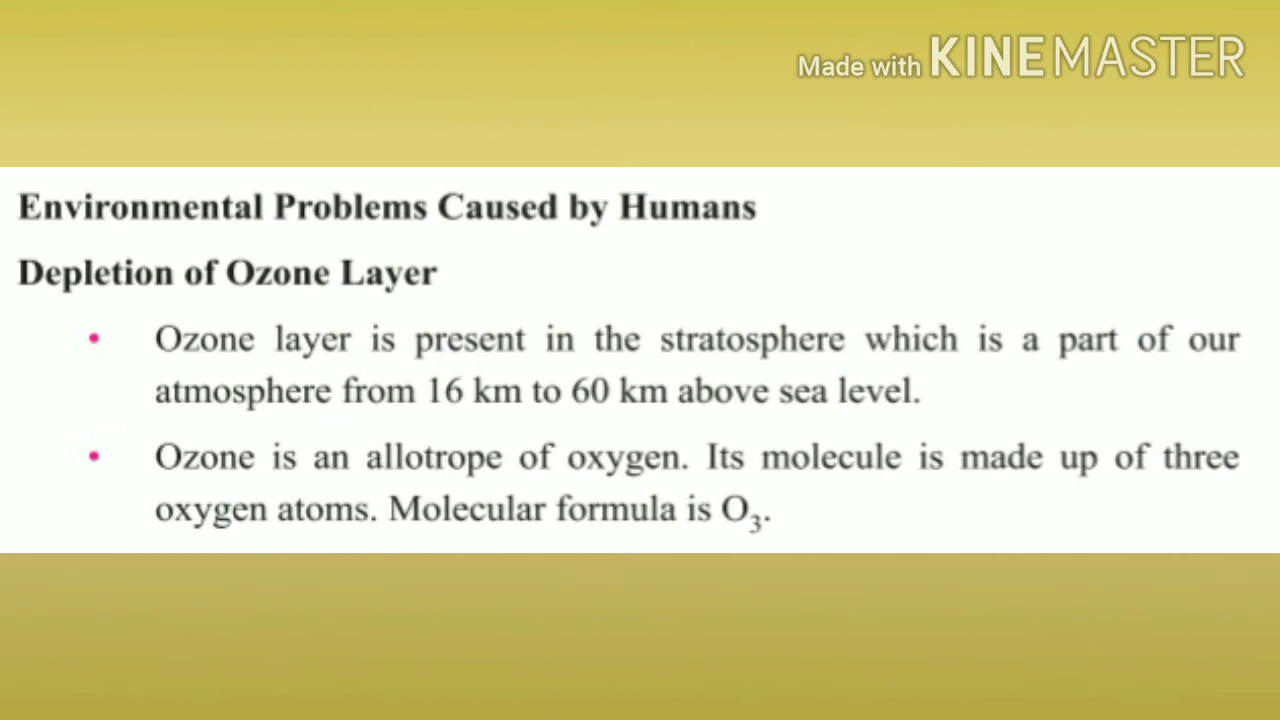 Made with KINEMASTER
Environmental Problems Caused by Humans
Depletion of Ozone Layer
• Ozone layer is present in the stratosphere which is a part of our
atmosphere from 16 km to 60 km above sea level.
• Ozone is an allotrope of oxygen. Its molecule is made up of three
oxygen atoms. Molecular formula is O₃.